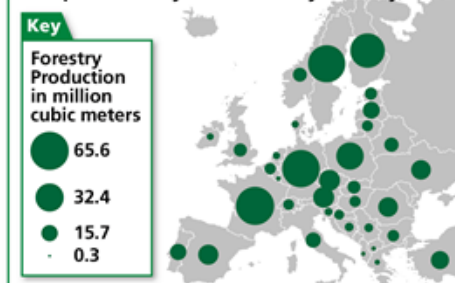 Key
Forestry
Production
in million
cubic meters
65.6
32.4
15.7
0.3